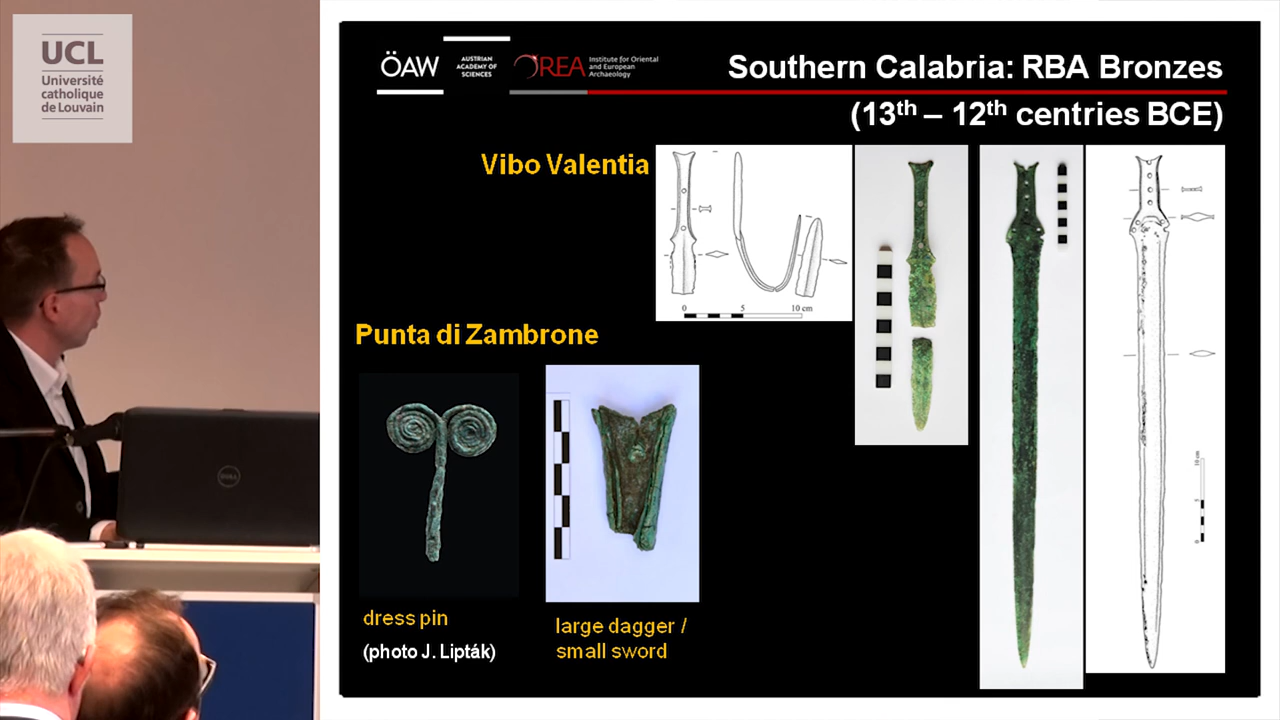 UCL
Université
catholique
de Louvain
ÖAW
AUSTRIAN
ACADEMY OF
SCIENCES
OREA
Institute for Oriental
and European
Archaeology
Southern Calabria: RBA Bronzes
(13th – 12th centries BCE)
Vibo Valentia
0 5 10 cm
Punta di Zambrone
DELL
dress pin
(photo J. Lipták)
large dagger /
small sword